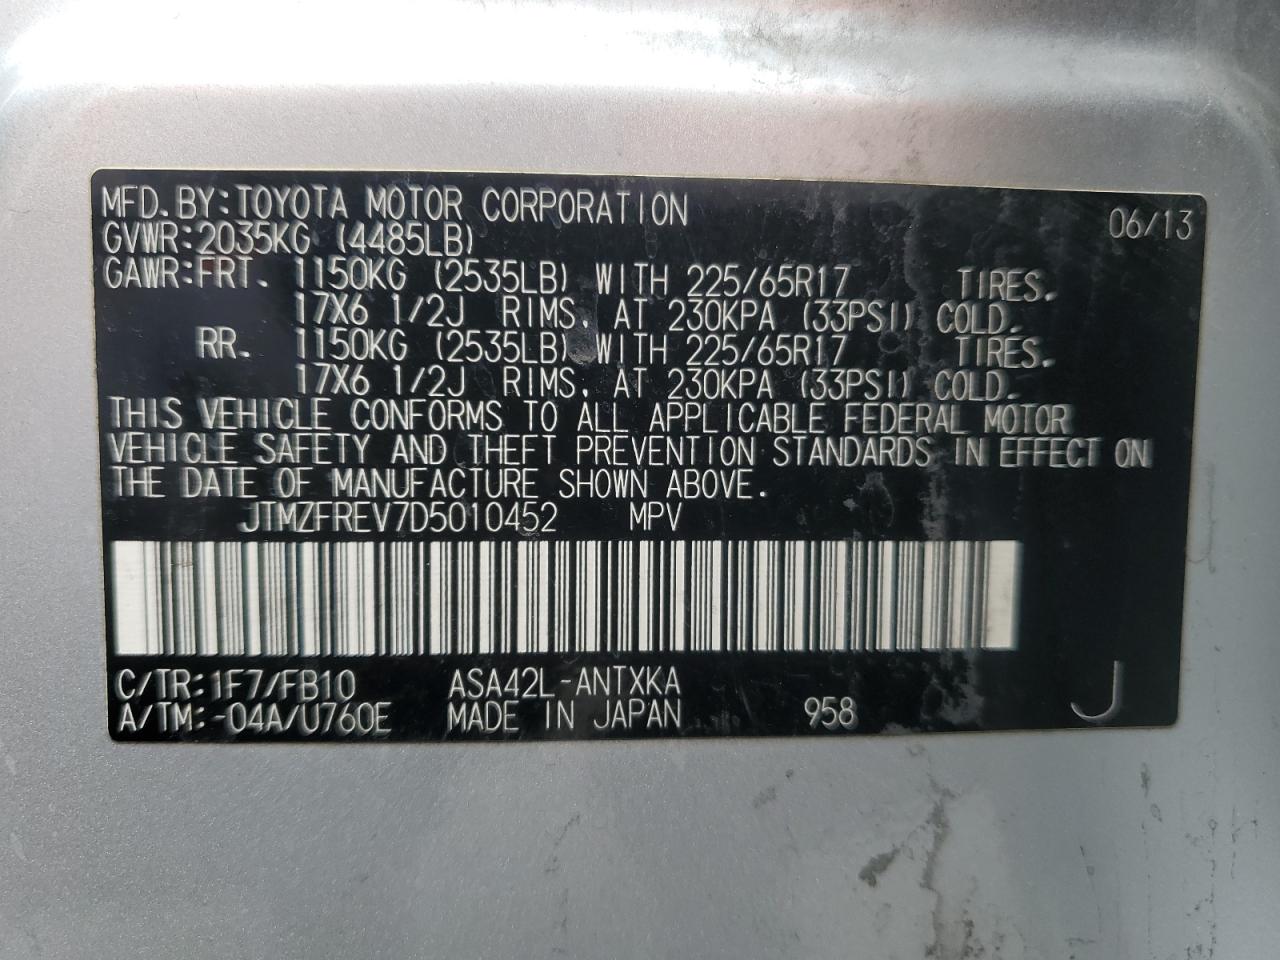 MFD. BY: TOYOTA MOTOR CORPORATION 06/13
GVWR: 2035KG (4485LB)
GAWR: FRT. 1150KG (2535LB) WITH 225/65R17 TIRES.
17X6 1/2J RIMS, AT 230KPA (33PSI) COLD.
RR. 1150KG (2535LB) WITH 225/65R17 TIRES.
17X6 1/2J RIMS, AT 230KPA (33PSI) COLD.
THIS VEHICLE CONFORMS TO ALL APPLICABLE FEDERAL MOTOR
VEHICLE SAFETY AND THEFT PREVENTION STANDARDS IN EFFECT ON
THE DATE OF MANUFACTURE SHOWN ABOVE.
JTMZFREV7D5010452 MPV
C/TR: 1F7/FB10 ASA42L-ANTXKA
A/TM: -04A/U760E MADE IN JAPAN 958 J